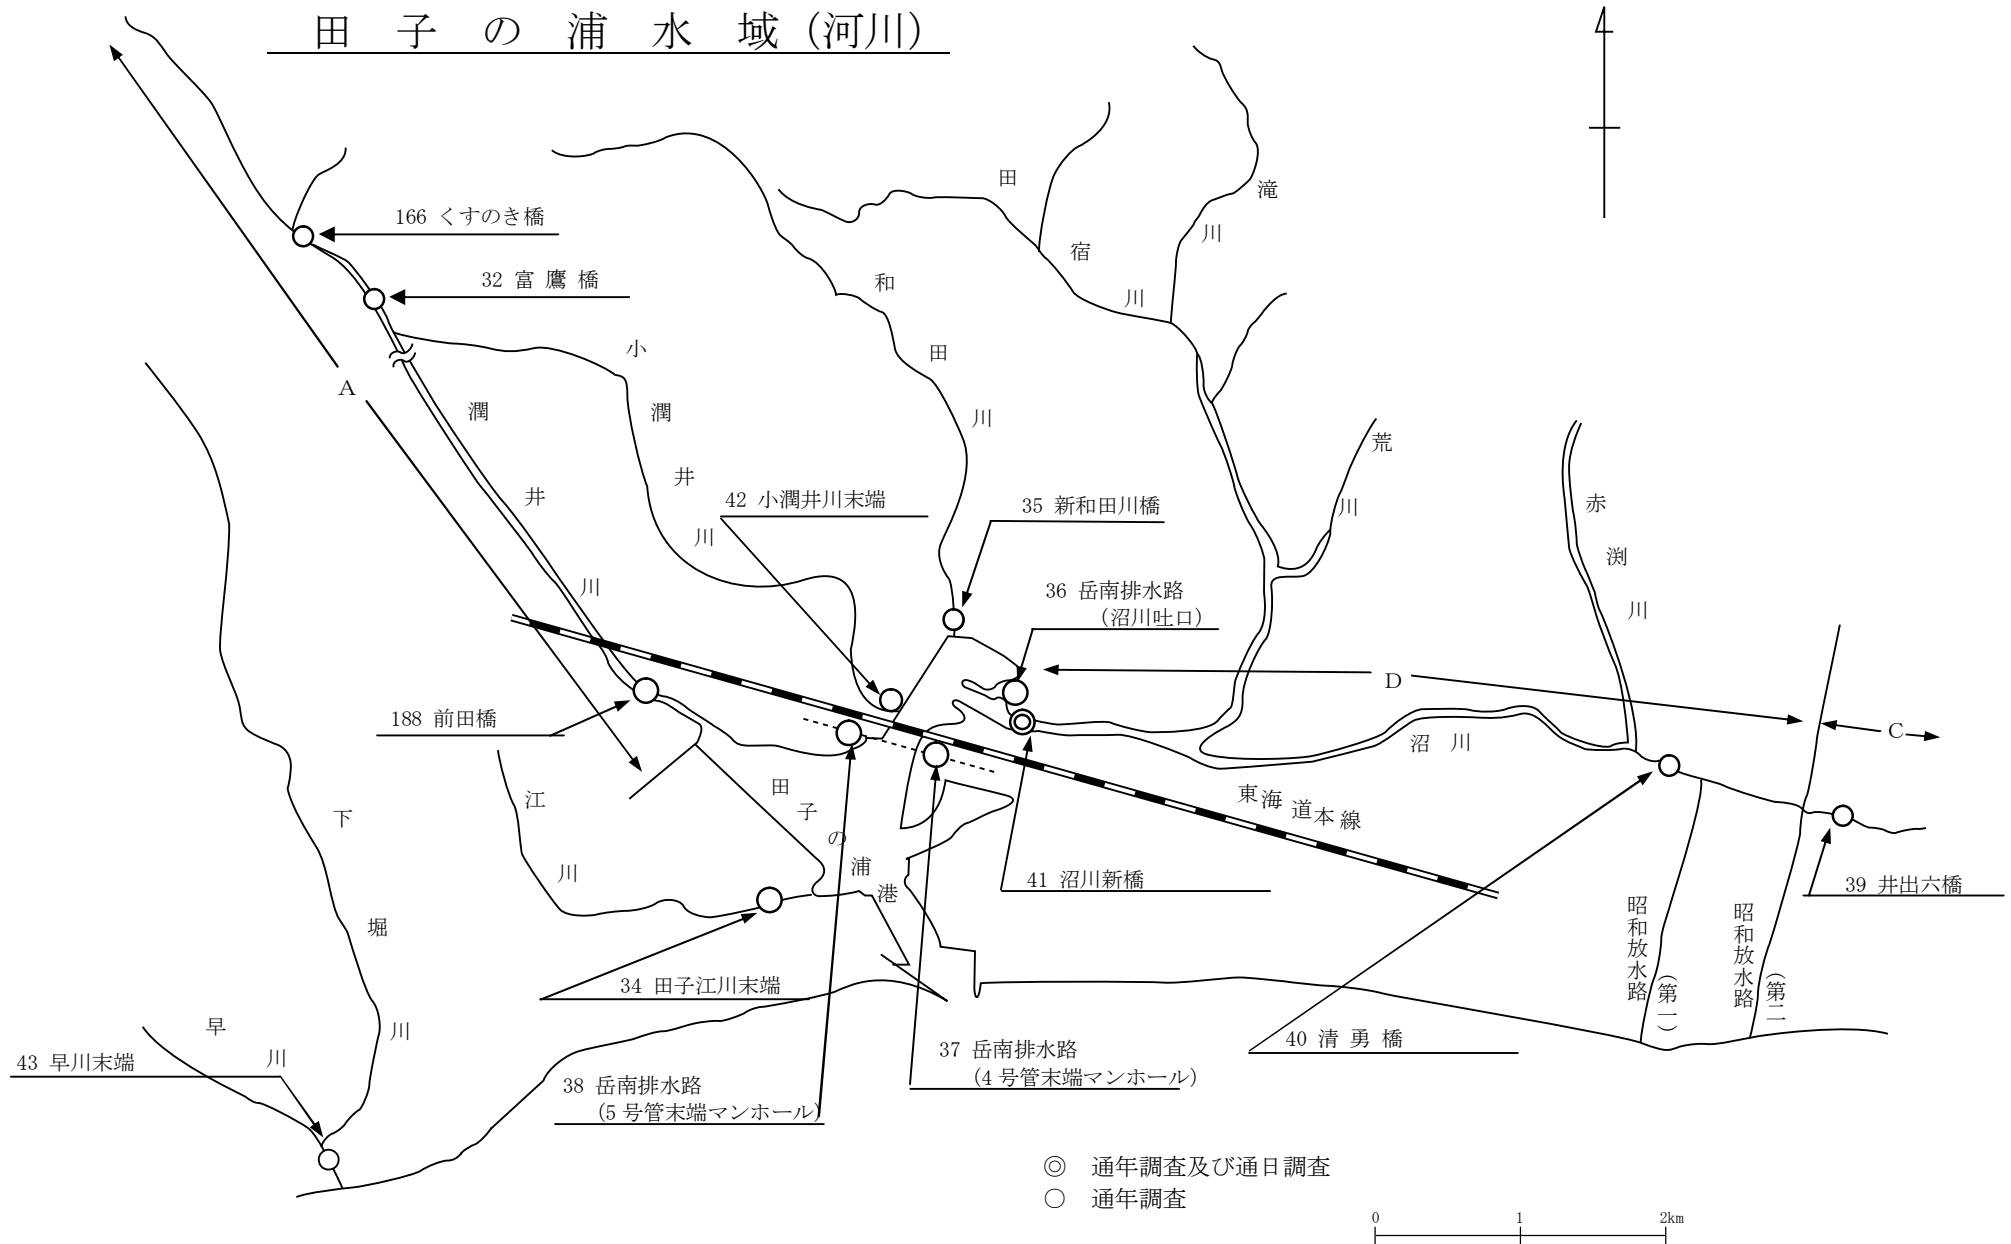 田子の浦水域(河川)
166 くすのき橋
32 富鷹橋
A
潤井川
小潤井川
和田川
田宿川
滝川
荒川
赤渕川
42 小潤井川末端
35 新和田川橋
36 岳南排水路
(沼川吐口)
188 前田橋
D
C
沼川
江川
田子の浦港
東海道本線
下堀川
早川
41 沼川新橋
39 井出六橋
34 田子江川末端
昭和放水路(第一)
昭和放水路(第二
40 清勇橋
37 岳南排水路
(4号管末端マンホール)
43 早川末端
38 岳南排水路
(5号管末端マンホール)
◎ 通年調査及び通日調査
○ 通年調査
0 1 2km